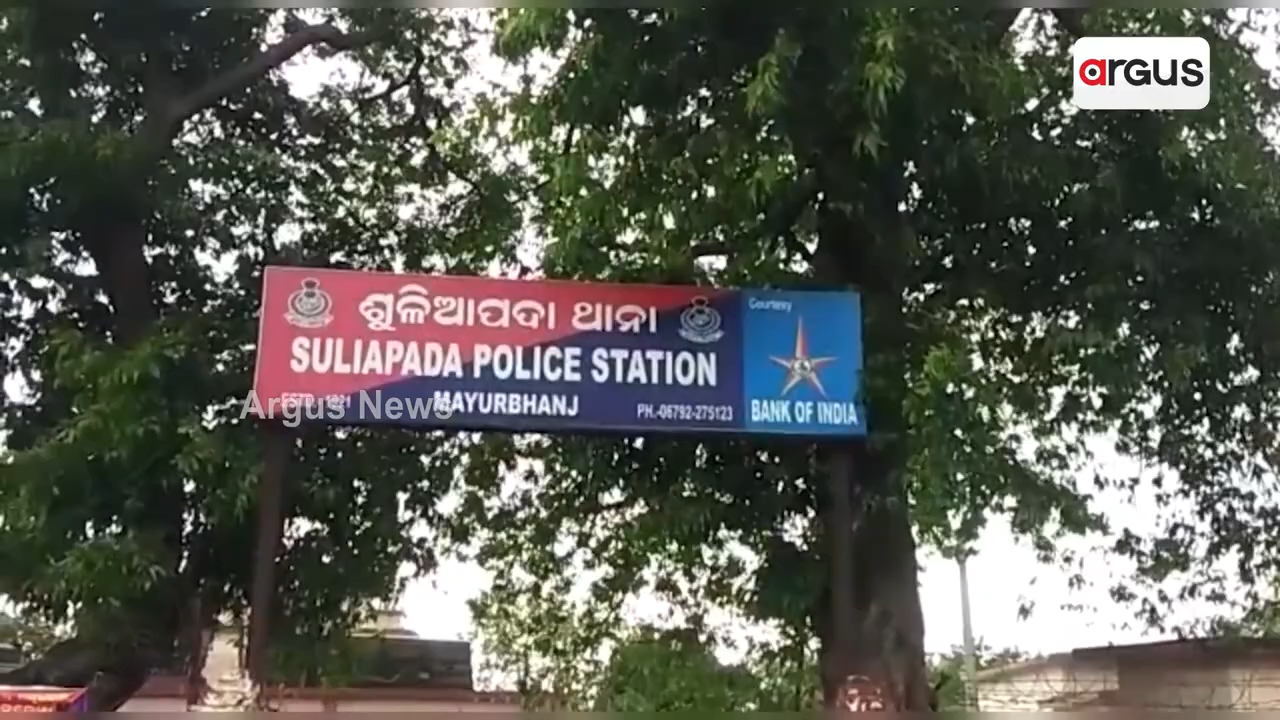 argus
ଶୁଳିଆପଦା ଥାନା
SULIAPADA POLICE STATION
MAYURBHANJ
PH.-06792-275123
Courtesy
BANK OF INDIA
Argus News